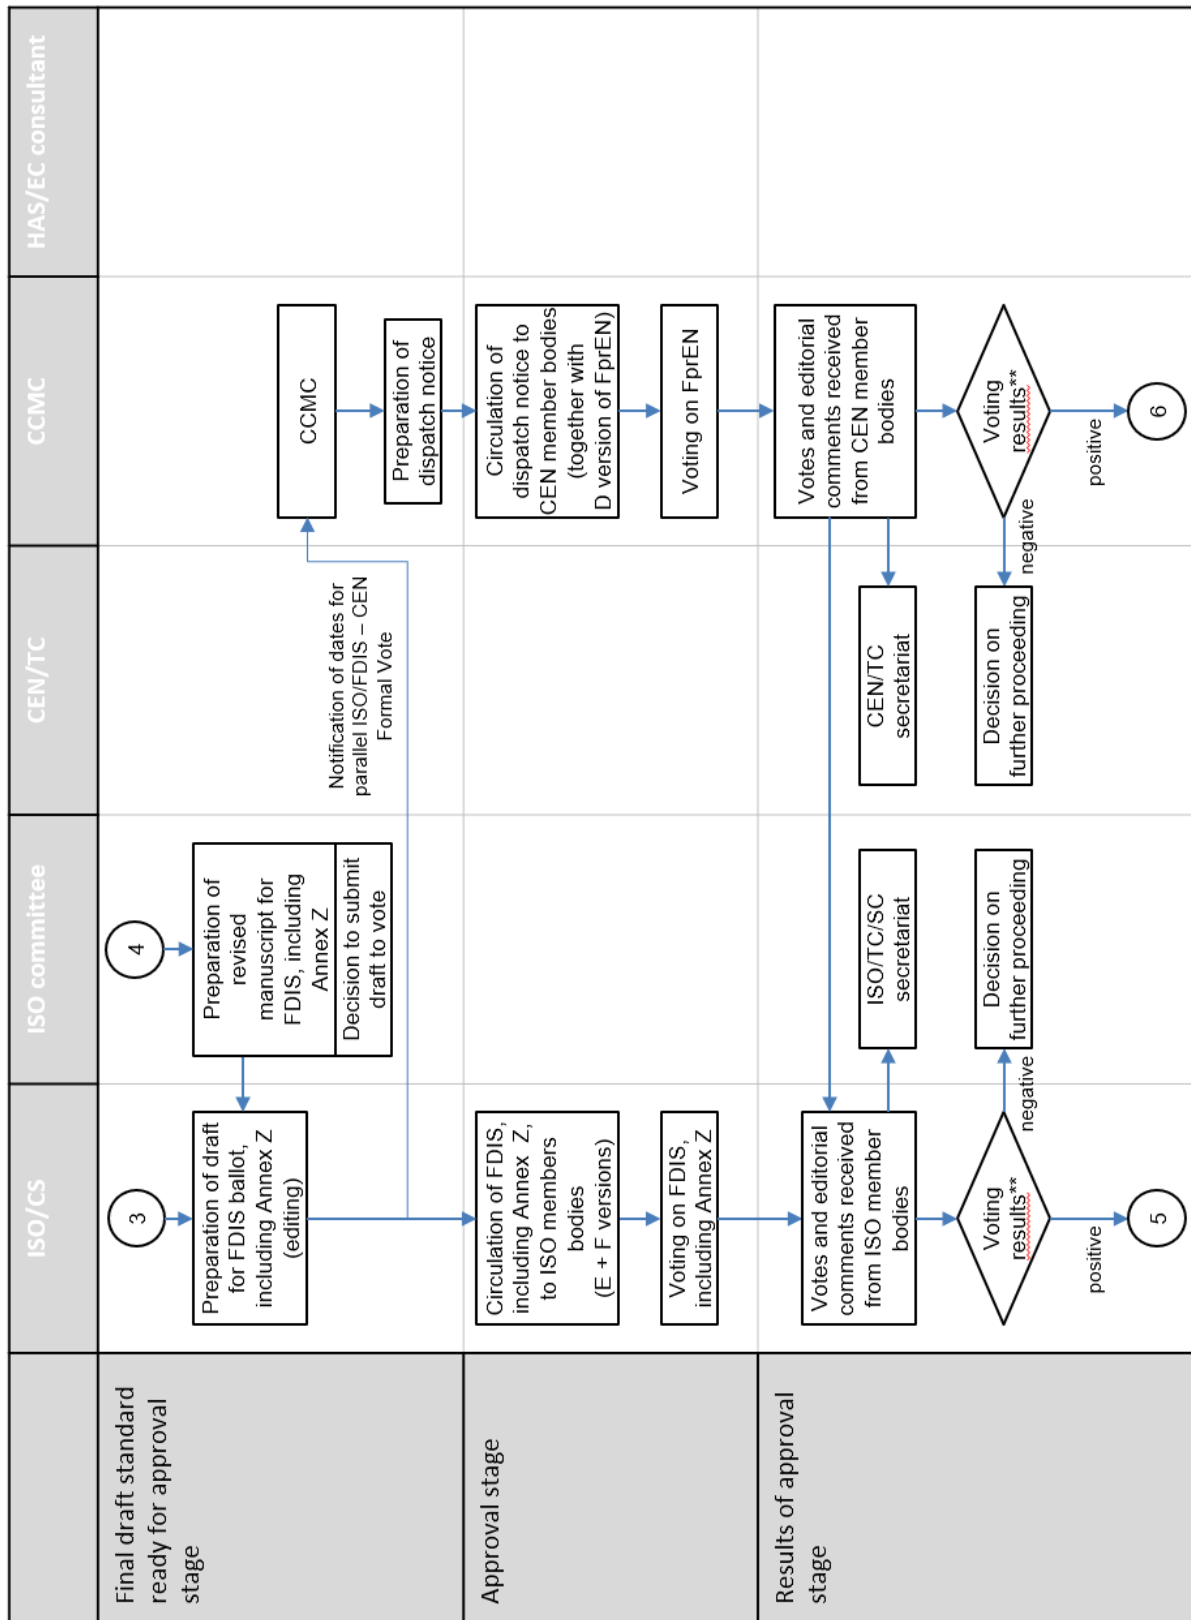 ISO/CS
ISO committee
CEN/TC
CCMC
HAS/EC consultant
Final draft standard
ready for approval
stage
3
Preparation of draft
for FDIS ballot,
including Annex Z
(editing)
4
Preparation of
revised
manuscript for
FDIS, including
Annex Z
Decision to submit
draft to vote
Notification of dates for
parallel ISO/FDIS – CEN
Formal Vote
CCMC
Preparation of
dispatch notice
Approval stage
Circulation of FDIS,
including Annex Z,
to ISO members
bodies
(E + F versions)
Voting on FDIS,
including Annex Z
Circulation of
dispatch notice to
CEN member bodies
(together with
D version of FprEN)
Voting on FprEN
Results of approval
stage
Votes and editorial
comments received
from ISO member
bodies
ISO/TC/SC
secretariat
CEN/TC
secretariat
Votes and editorial
comments received
from CEN member
bodies
Voting
results**
negative
Decision on
further proceeding
Decision on
further proceeding
negative
Voting
results**
positive
5
positive
6